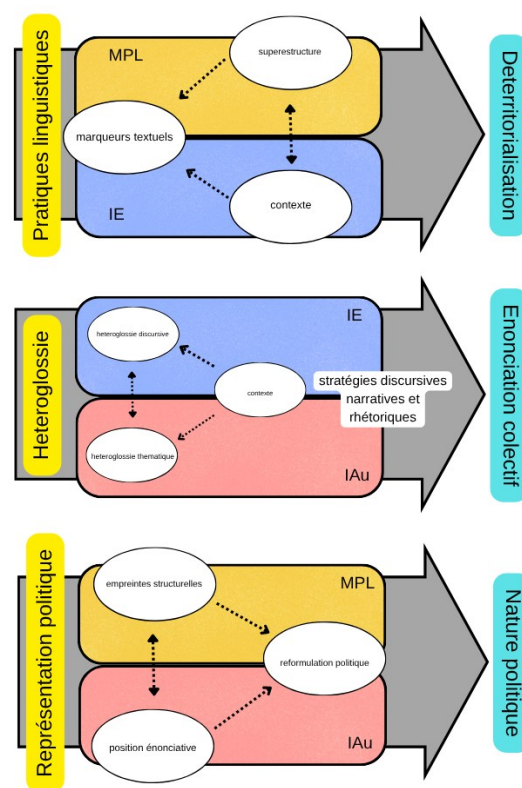 Pratiques linguistiques
MPL
superestructure
marqueurs textuels
IE
contexte
Deterritorialisation
Heteroglossie
IE
heteroglossie discursive
contexte
stratégies discursives
narratives et
rhétoriques
heteroglossie thematique
IAu
Enonciation colectif
Représentation politique
empreintes structurelles
MPL
reformulation politique
position énonciative
IAu
Nature politique